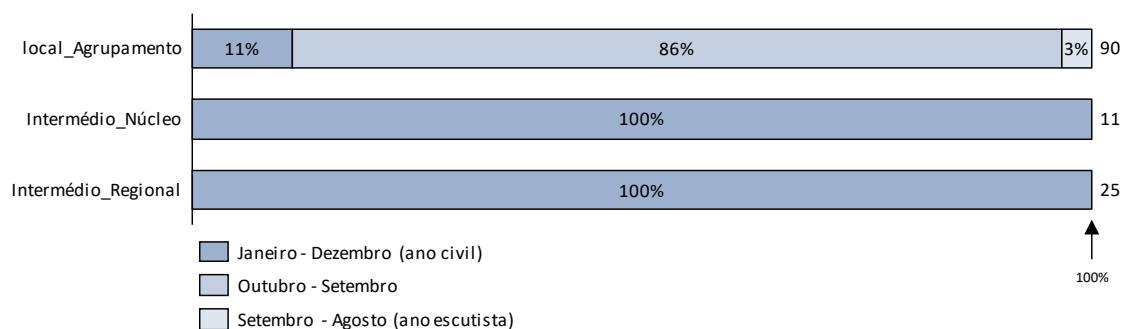 local_Agrupamento 11% 86% 3% 90
Intermédio_Núcleo 100% 11
Intermédio_Regional 100% 25
Janeiro - Dezembro (ano civil)
100%
Outubro - Setembro
Setembro - Agosto (ano escutista)